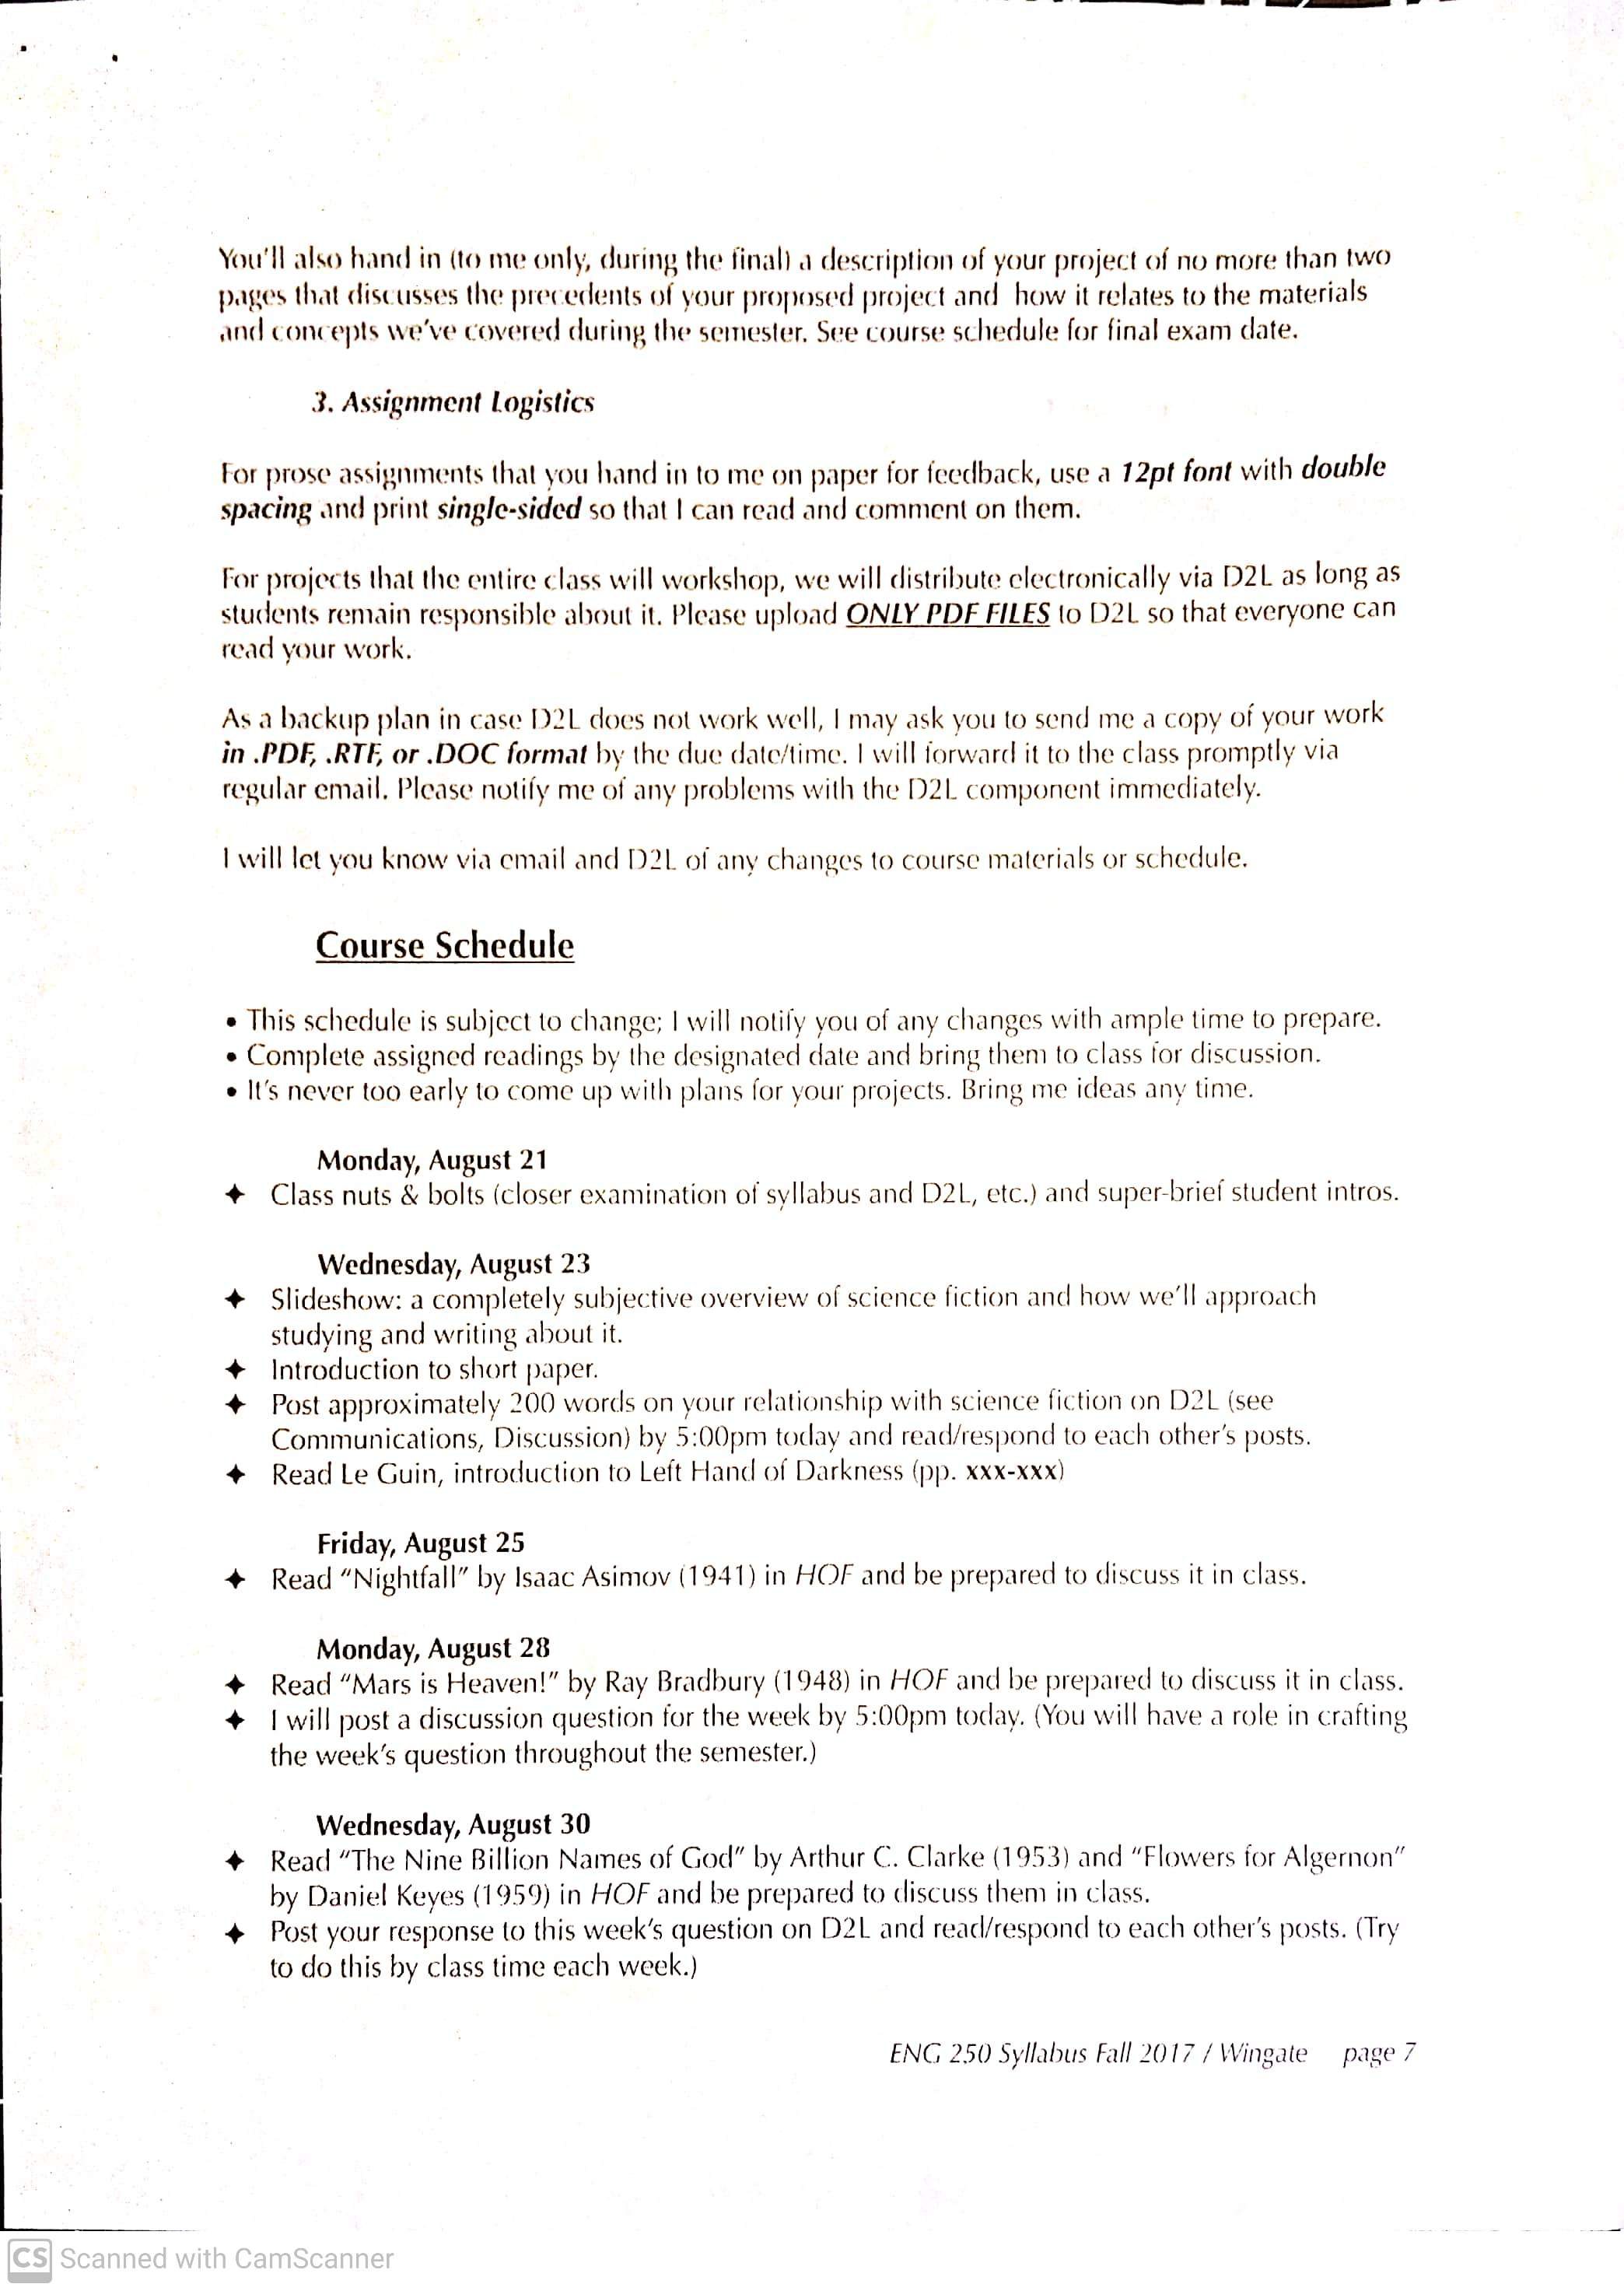 You'll also hand in (to me only, during the final) a description of your project of no more than two
pages that discusses the precedents of your proposed project and how it relates to the materials
and concepts we've covered during the semester. See course schedule for final exam date.
3. Assignment Logistics
For prose assignments that you hand in to me on paper for feedback, use a 12pt font with double
spacing and print single-sided so that I can read and comment on them.
For projects that the entire class will workshop, we will distribute electronically via D2L as long as
students remain responsible about it. Please upload ONLY PDF FILES to D2L so that everyone can
read your work.
As a backup plan in case D2L does not work well, I may ask you to send me a copy of your work
in .PDF, .RTF, or .DOC format by the due date/time. I will forward it to the class promptly via
regular email. Please notify me of any problems with the D2L component immediately.
I will let you know via email and D2L of any changes to course materials or schedule.
Course Schedule
• This schedule is subject to change; I will notify you of any changes with ample time to prepare.
• Complete assigned readings by the designated date and bring them to class for discussion.
• It's never too early to come up with plans for your projects. Bring me ideas any time.
Monday, August 21
✦ Class nuts & bolts (closer examination of syllabus and D2L, etc.) and super-brief student intros.
Wednesday, August 23
✦ Slideshow: a completely subjective overview of science fiction and how we'll approach
studying and writing about it.
✦ Introduction to short paper.
✦ Post approximately 200 words on your relationship with science fiction on D2L (see
Communications, Discussion) by 5:00pm today and read/respond to each other's posts.
✦ Read Le Guin, introduction to Left Hand of Darkness (pp. xxx-xxx)
Friday, August 25
✦ Read "Nightfall" by Isaac Asimov (1941) in HOF and be prepared to discuss it in class.
Monday, August 28
✦ Read "Mars is Heaven!" by Ray Bradbury (1948) in HOF and be prepared to discuss it in class.
✦ I will post a discussion question for the week by 5:00pm today. (You will have a role in crafting
the week's question throughout the semester.)
Wednesday, August 30
✦ Read "The Nine Billion Names of God" by Arthur C. Clarke (1953) and "Flowers for Algernon"
by Daniel Keyes (1959) in HOF and be prepared to discuss them in class.
✦ Post your response to this week's question on D2L and read/respond to each other's posts. (Try
to do this by class time each week.)
ENG 250 Syllabus Fall 2017 / Wingate page 7
CS Scanned with CamScanner